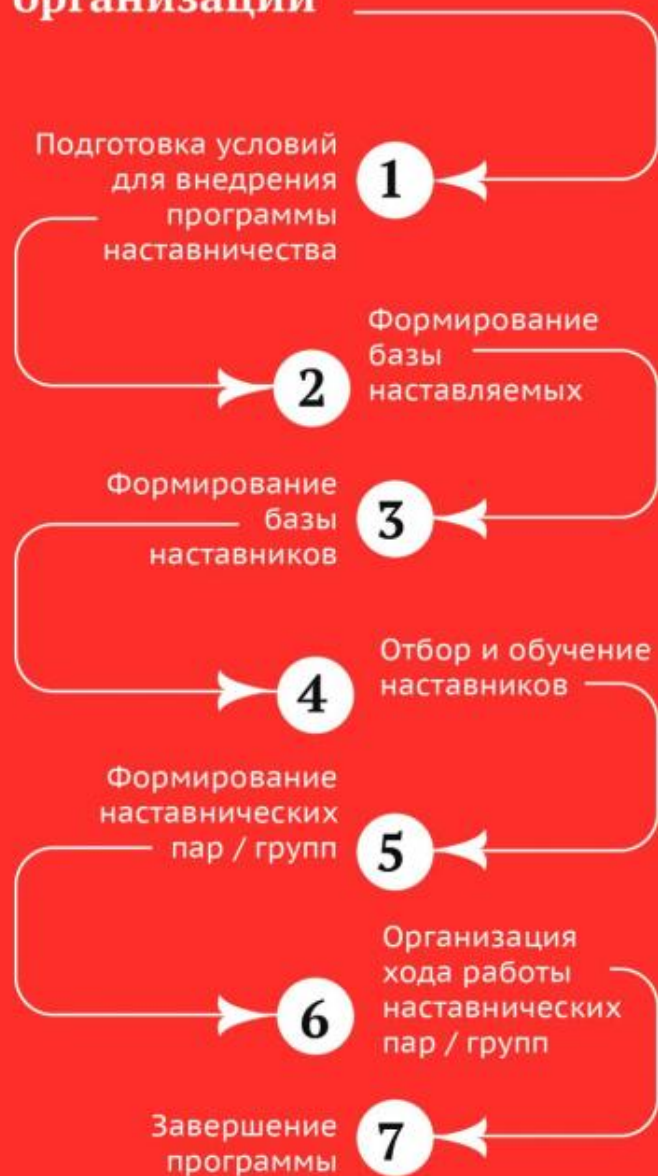 организации
Подготовка условий
для внедрения
программы
наставничества
1
Формирование
базы
наставляемых
2
Формирование
базы
наставников
3
Отбор и обучение
наставников
4
Формирование
наставнических
пар / групп
5
Организация
хода работы
наставнических
пар / групп
6
Завершение
программы
7